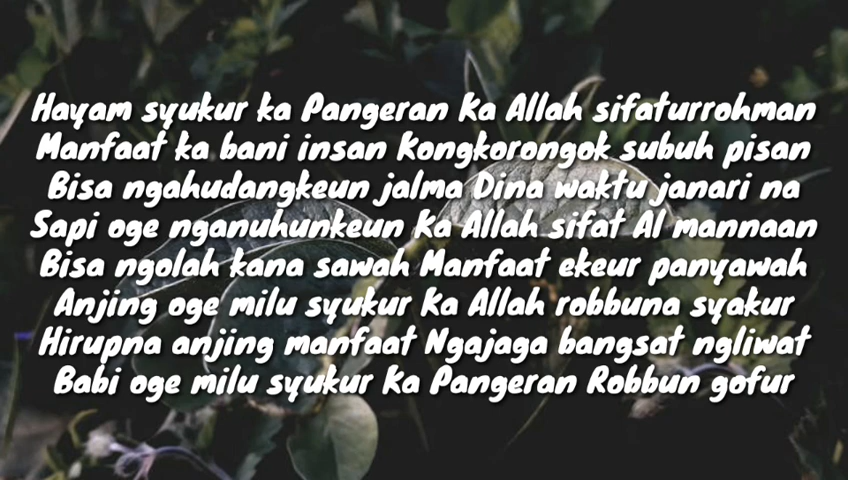 Hayam syukur ka Pangeran Ka Allah sifaturrohman
Manfaat ka bani insan Kongkorongok subuh pisan
Bisa ngahudangkeun jalma Dina waktu janari na
Sapi oge nganuhunkeun Ka Allah sifat Al mannaan
Bisa ngolah kana sawah Manfaat ekeur panyawah
Anjing oge milu syukur Ka Allah robbuna syakur
Hirupna anjing manfaat Ngajaga bangsat ngliwat
Babi oge milu syukur Ka Pangeran Robbun gofur